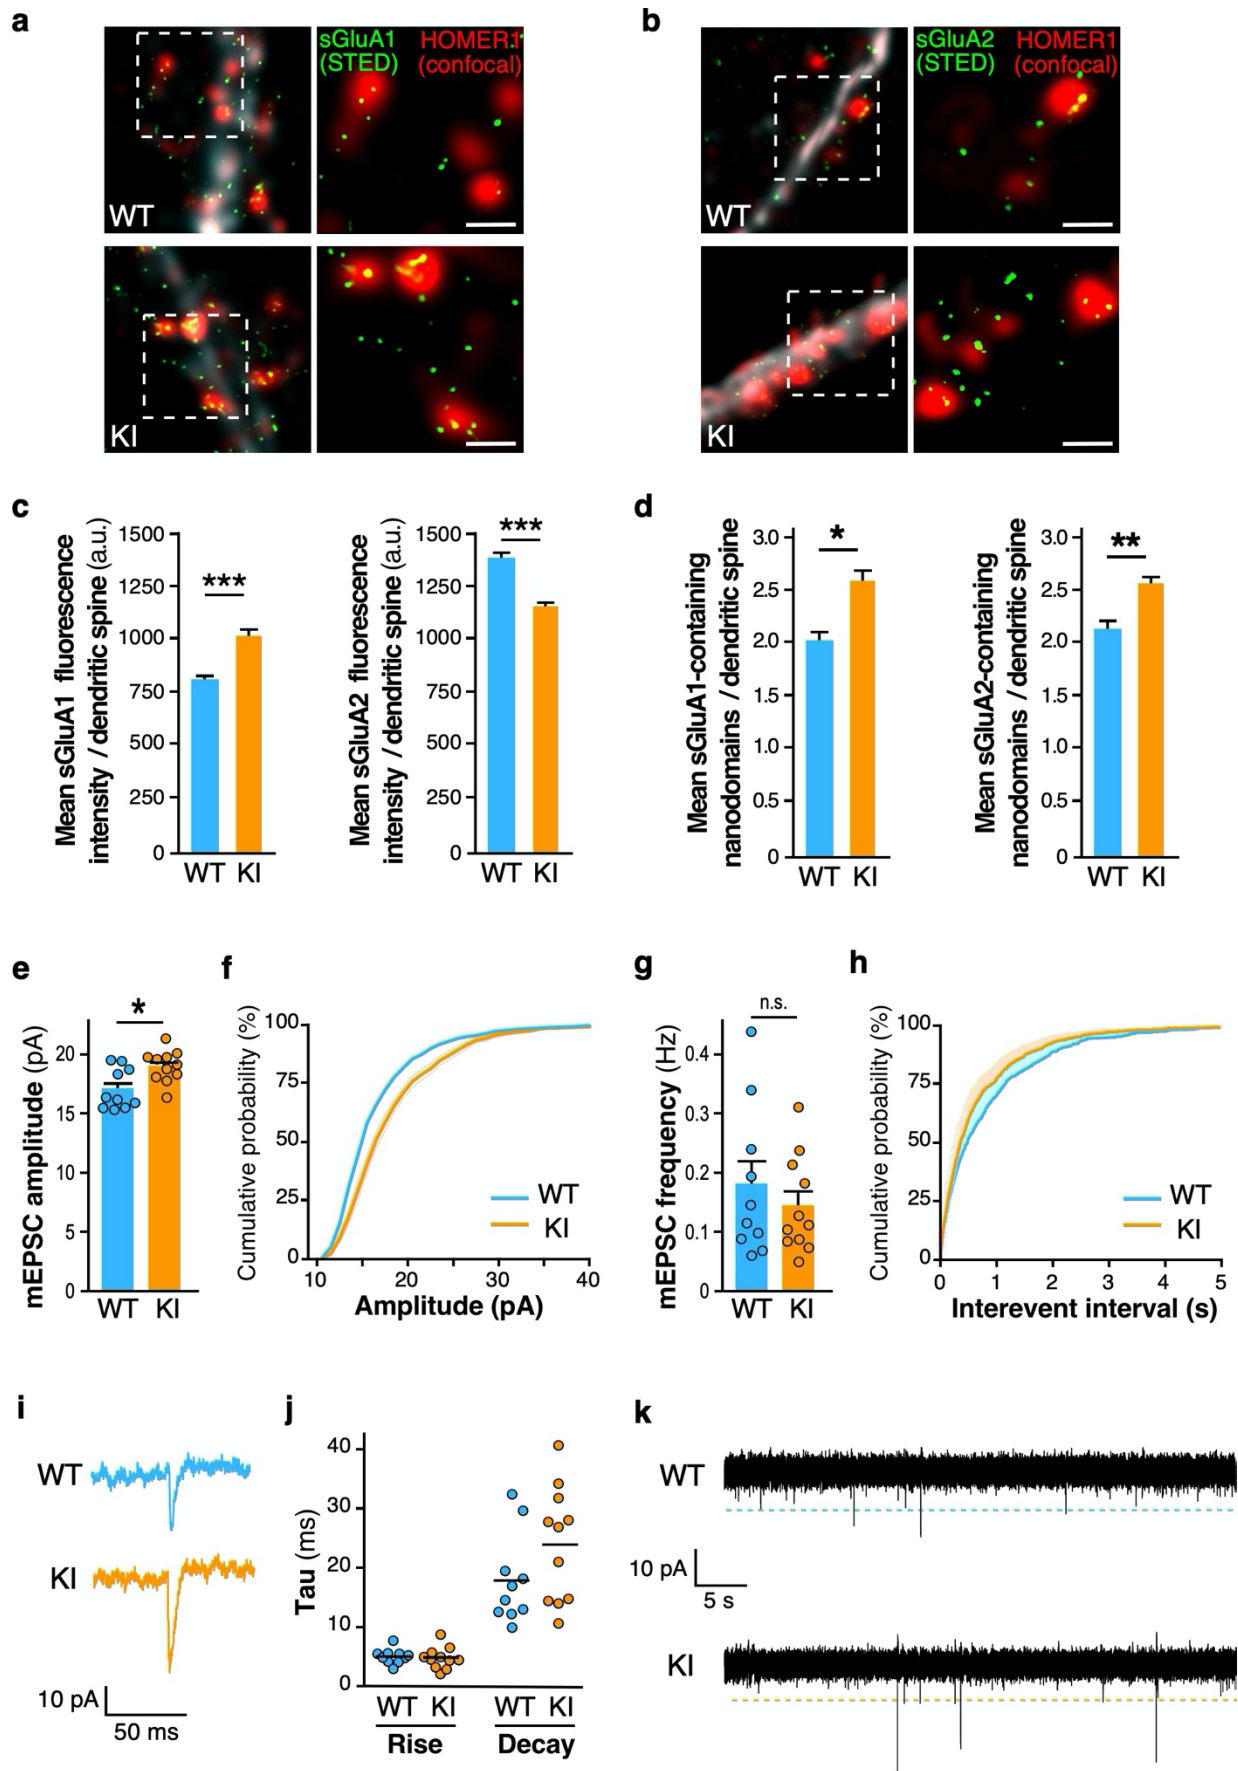 a
b
sGluA1 HOMER1
(STED) (confocal)
WT
KI
sGluA2 HOMER1
(STED) (confocal)
WT
KI
c
d
Mean sGluA1 fluorescence
intensity / dendritic spine (a.u.)
1500
1250
1000
750
500
250
0
***
WT KI
Mean sGluA2 fluorescence
intensity / dendritic spine (a.u.)
1500
1250
1000
750
500
250
0
***
WT KI
Mean sGluA1-containing
nanodomains / dendritic spine
3.0
2.5
2.0
1.5
1.0
0.5
0
*
WT KI
Mean sGluA2-containing
nanodomains / dendritic spine
3.0
2.5
2.0
1.5
1.0
0.5
0
**
WT KI
e
f
g
h
mEPSC amplitude (pA)
20
15
10
5
0
*
WT KI
Cumulative probability (%)
100
75
50
25
0
WT
KI
10 20 30 40
Amplitude (pA)
mEPSC frequency (Hz)
0.4
0.3
0.2
0.1
0
n.s.
WT KI
Cumulative probability (%)
100
75
50
25
0
WT
KI
0 1 2 3 4 5
Interevent interval (s)
i
j
k
WT
KI
10 pA
50 ms
Tau (ms)
40
30
20
10
0
WT KI WT KI
Rise Decay
WT
10 pA
5 s
KI